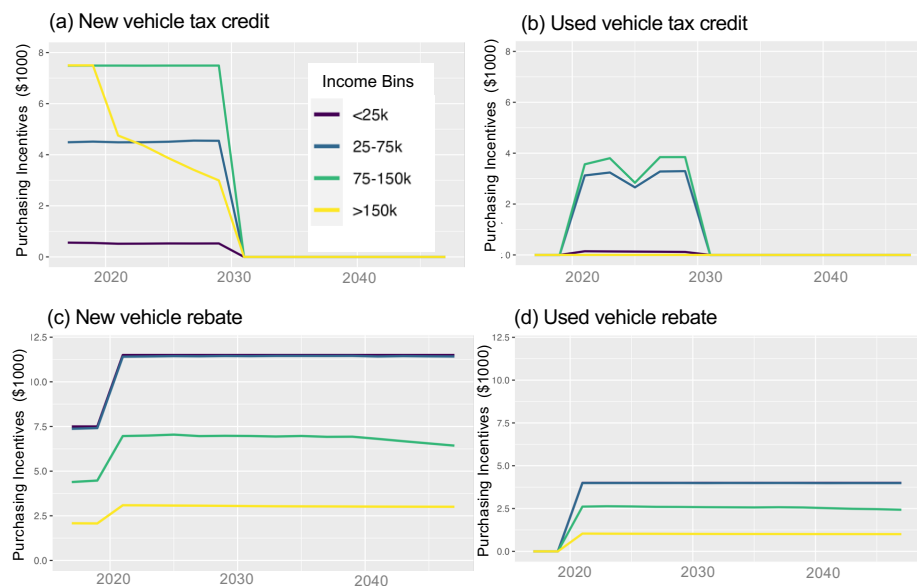 (a) New vehicle tax credit
Purchasing Incentives ($1000)
8
6
4
2
0
2020
2030
2040
Income Bins
<25k
25-75k
75-150k
>150k
(b) Used vehicle tax credit
Purchasing Incentives ($1000)
8
6
4
2
.0
2020
2030
2040
(c) New vehicle rebate
Purchasing Incentives ($1000)
12.5
10.0
7.5
5.0
2.5
0.0
2020
2030
2040
(d) Used vehicle rebate
Purchasing Incentives ($1000)
12.5
10.0
7.5
5.0
2.5
0.0
2020
2030
2040